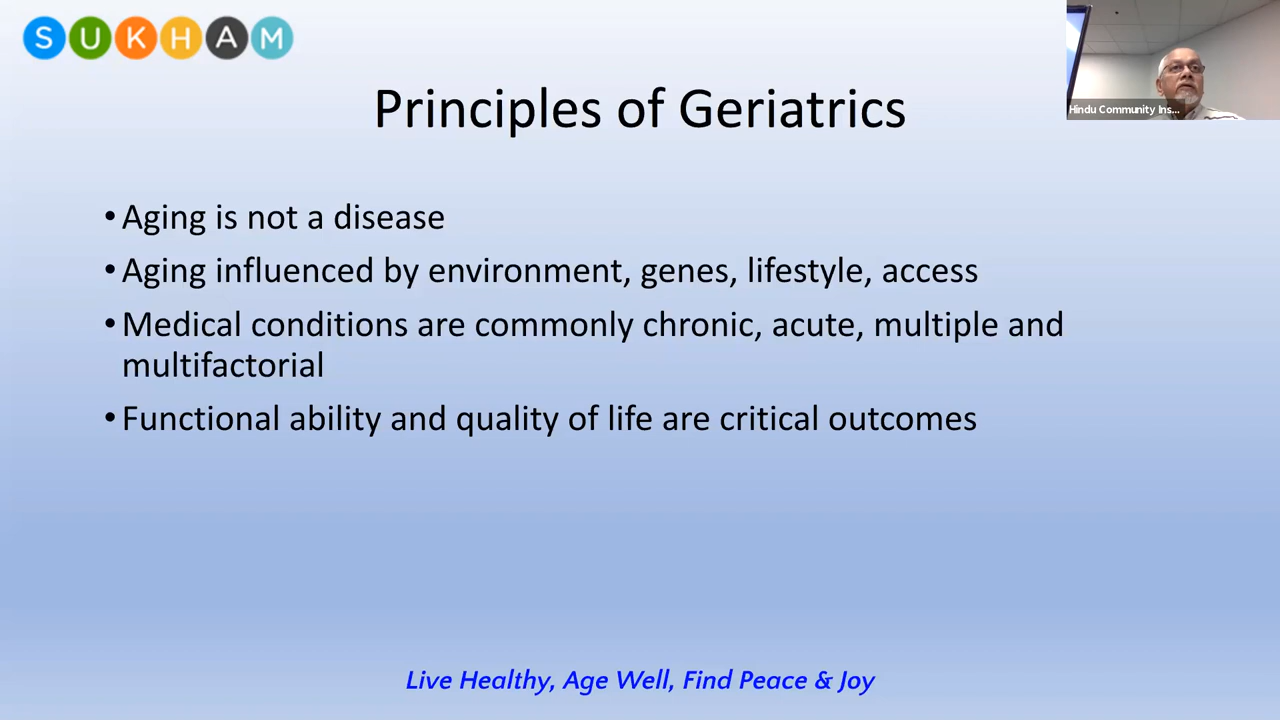 SUKHAM
Hindu Community Ins...
Principles of Geriatrics
•Aging is not a disease
•Aging influenced by environment, genes, lifestyle, access
•Medical conditions are commonly chronic, acute, multiple and
multifactorial
•Functional ability and quality of life are critical outcomes
Live Healthy, Age Well, Find Peace & Joy